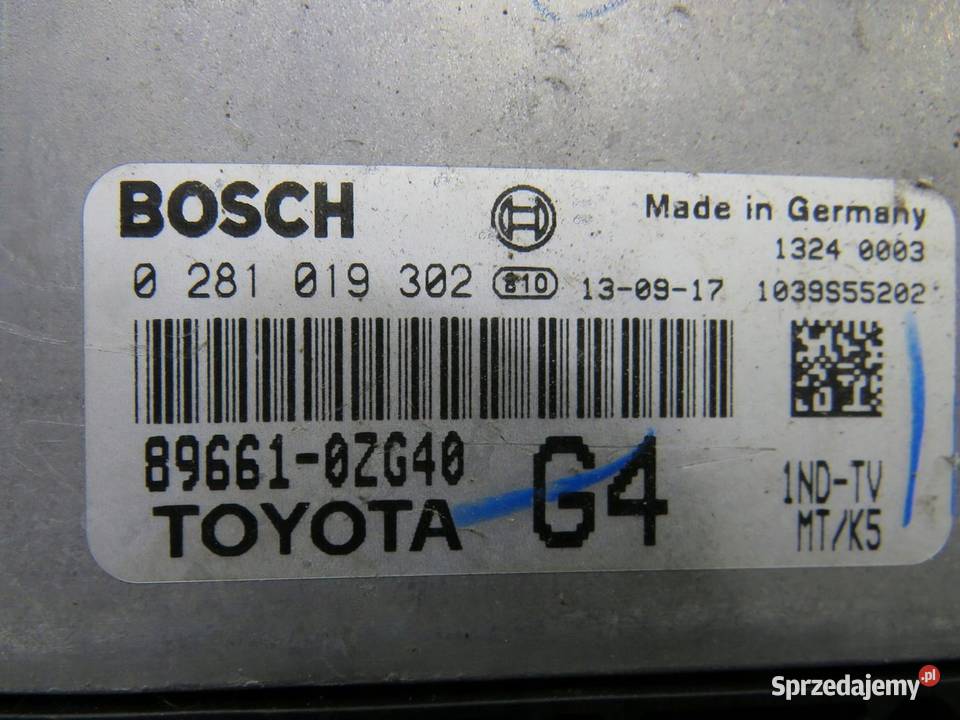 BOSCH
Made in Germany
1324 0003
0 281 019 302 810 13-09-17 1039S55202
89661-0ZG40
G4
TOYOTA
1ND-TV
MT/K5
Sprzedajemy.pl